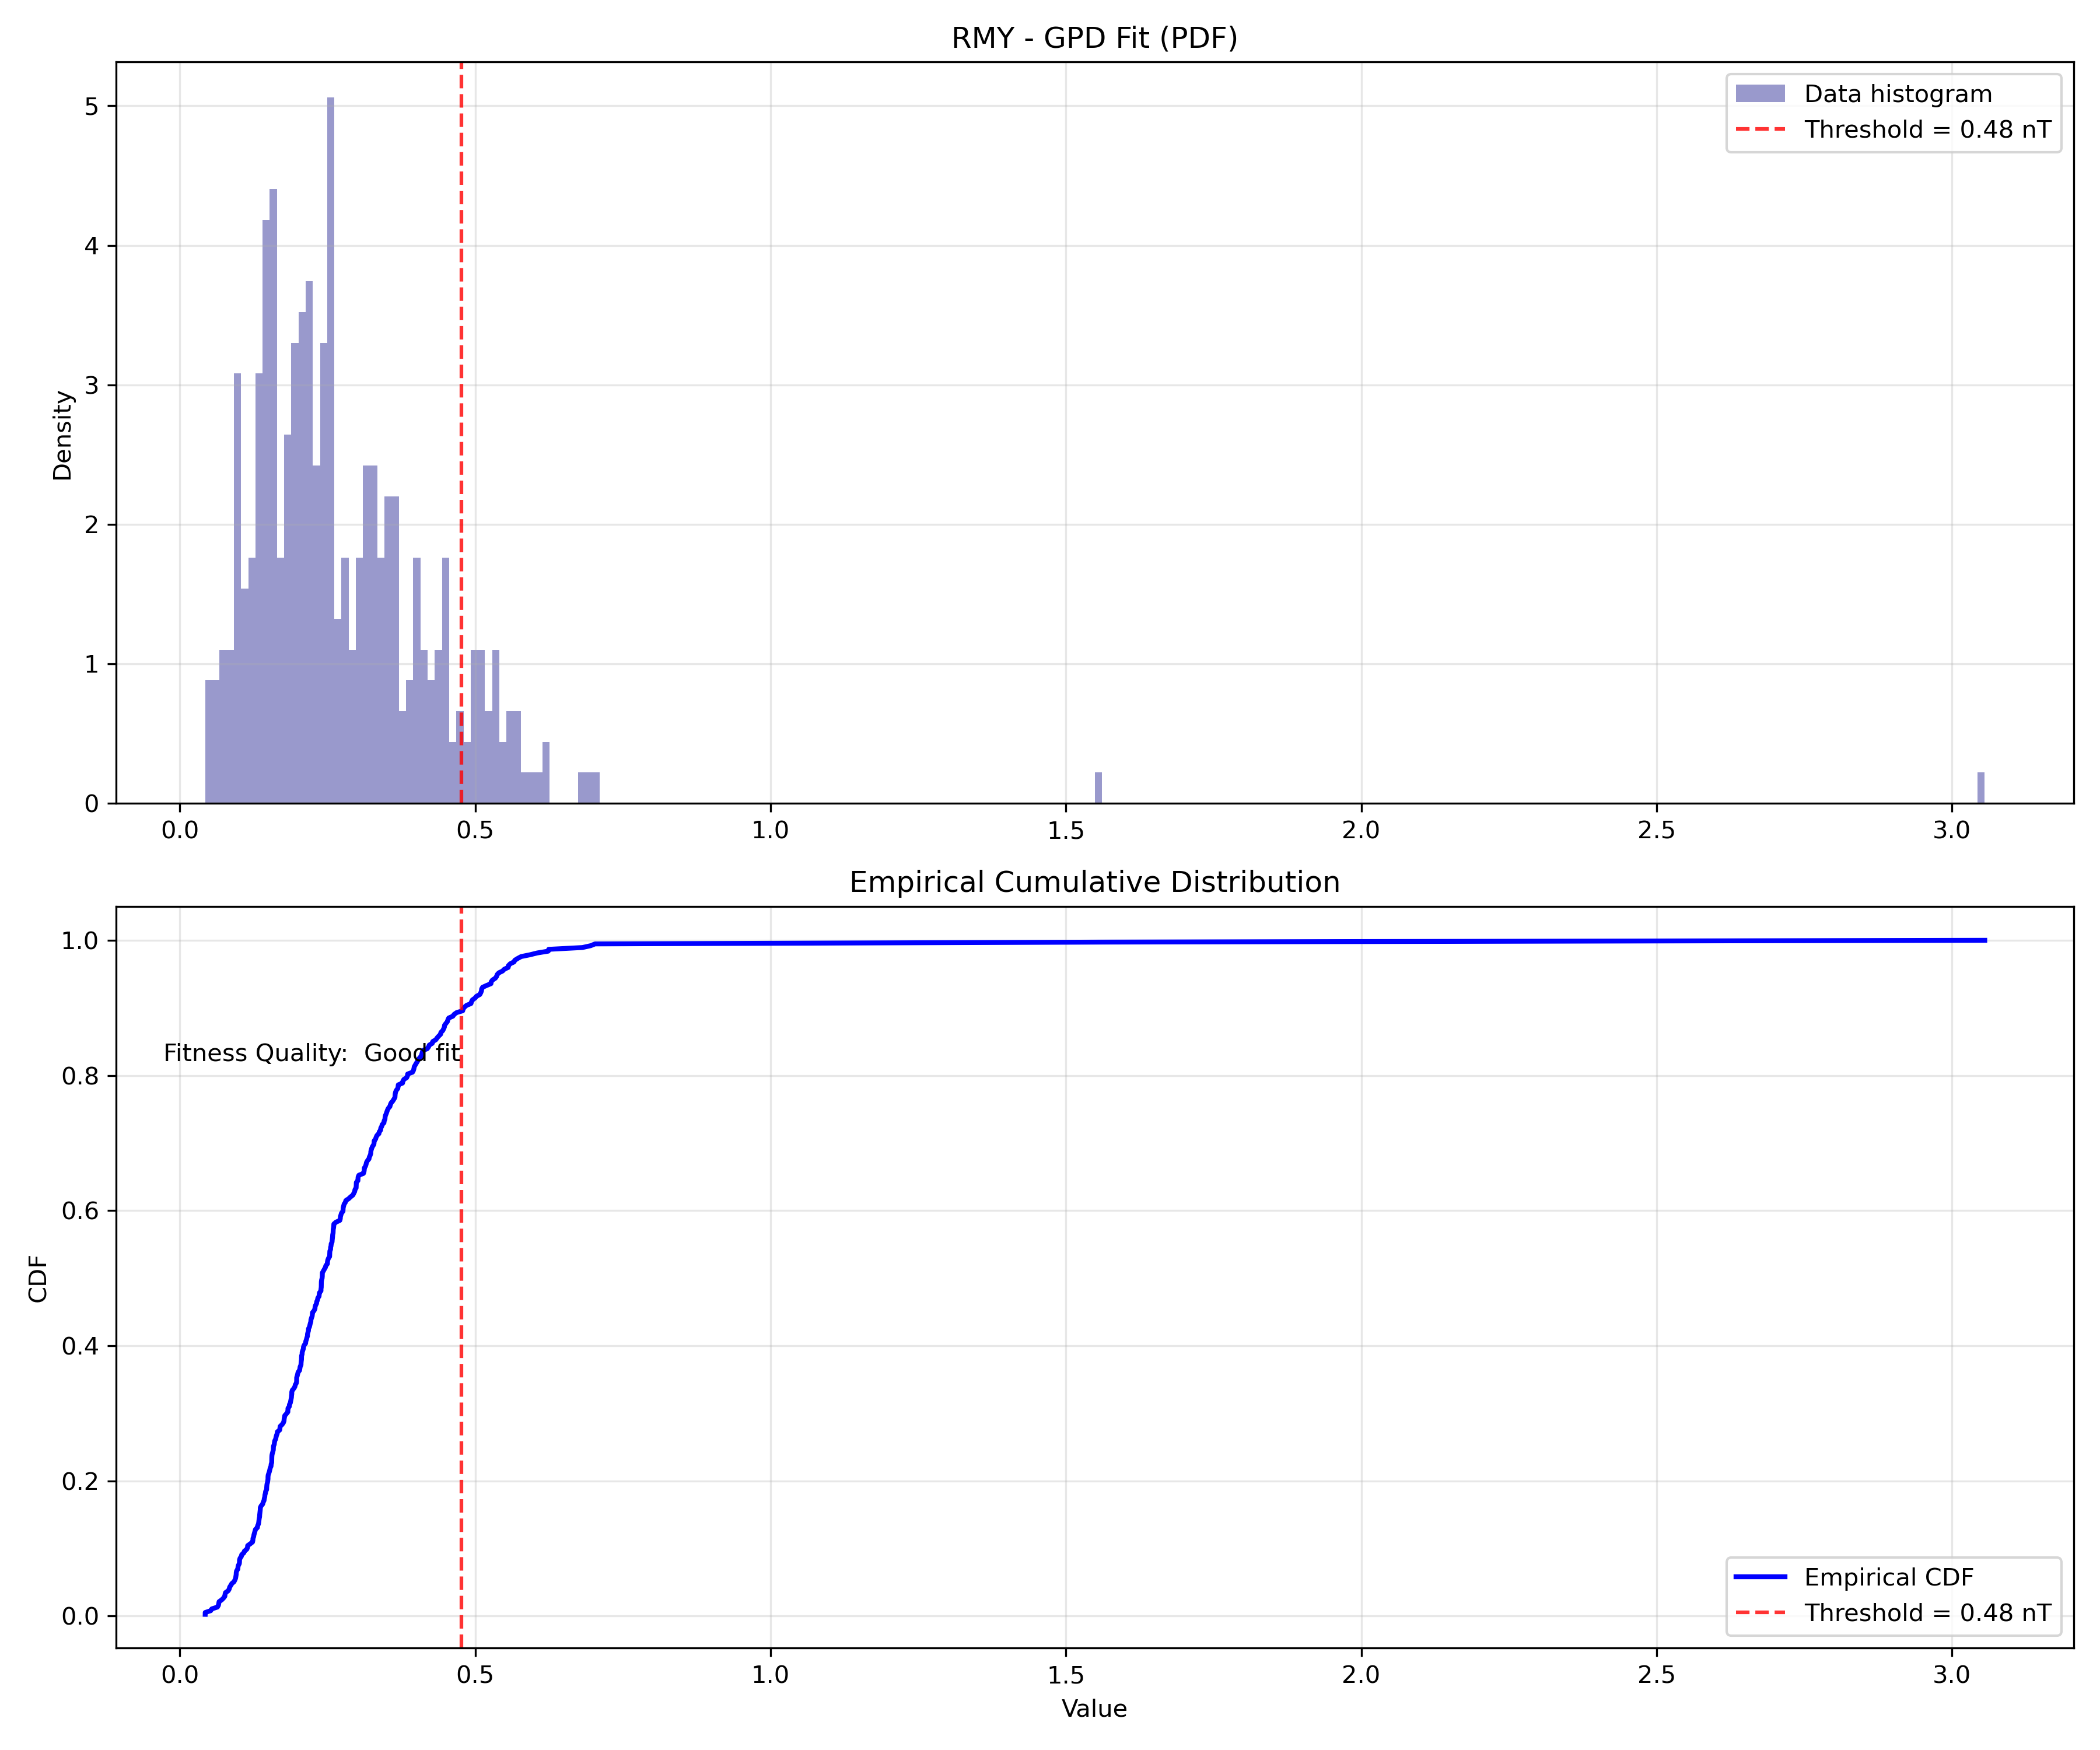 RMY - GPD Fit (PDF)
Data histogram
Threshold = 0.48 nT
Density
5
4
3
2
1
0
0.0 0.5 1.0 1.5 2.0 2.5 3.0
Empirical Cumulative Distribution
Fitness Quality:  Good fit
CDF
1.0
0.8
0.6
0.4
0.2
0.0
Empirical CDF
Threshold = 0.48 nT
0.0 0.5 1.0 1.5 2.0 2.5 3.0
Value